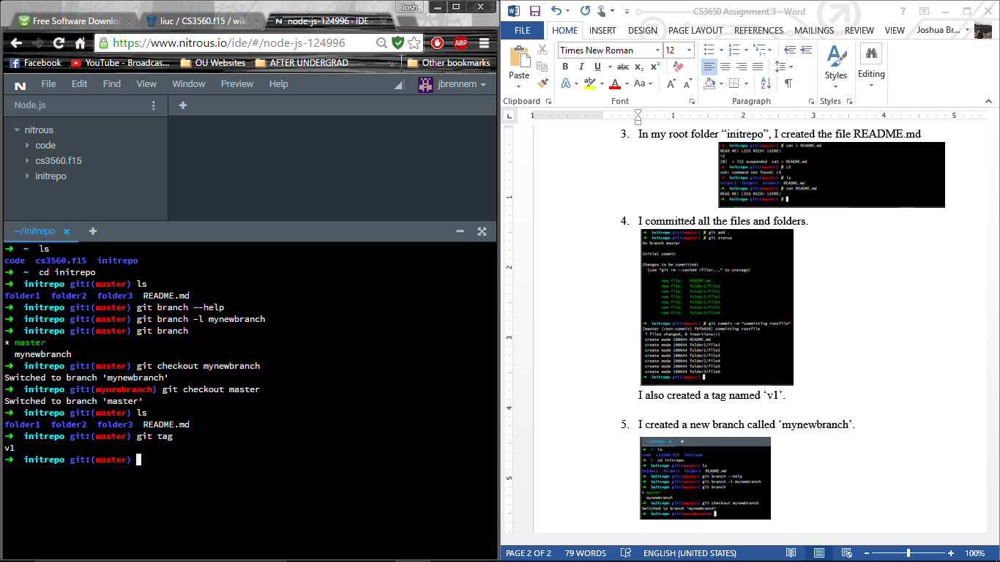 Josh
Free Software Downlo
liuc / CS3560.f15 / wiki
node-js-124996 · IDE
https://www.nitrous.io/ide/#/node-js-124996
ABP
Facebook
YouTube - Broadcas...
OU Websites
AFTER UNDERGRAD
»
Other bookmarks
N File Edit Find View Window Preview Help jbrennem
Node.js
+
nitrous
code
cs3560.f15
initrepo
~/initrepo × +
➜ ~ ls
code cs3560.f15 initrepo
➜ ~ cd initrepo
➜ initrepo git:(master) ls
folder1 folder2 folder3 README.md
➜ initrepo git:(master) git branch --help
➜ initrepo git:(master) git branch -l mynewbranch
➜ initrepo git:(master) git branch
* master
mynewbranch
➜ initrepo git:(master) git checkout mynewbranch
Switched to branch 'mynewbranch'
➜ initrepo git:(mynewbranch) git checkout master
Switched to branch 'master'
➜ initrepo git:(master) ls
folder1 folder2 folder3 README.md
➜ initrepo git:(master) git tag
v1
➜ initrepo git:(master)
CS3650 Assignment 3 - Word
FILE HOME INSERT DESIGN PAGE LAYOUT REFERENCES MAILINGS REVIEW VIEW Joshua Br...
Times New Roman 12
Paste
B I U abc x₂ x²
Styles
Editing
Clipboard Font Paragraph Styles
1 1 2 3 4 5
3. In my root folder “initrepo”, I created the file README.md
➜ initrepo git:(master) ✗ cat > README.md
READ ME! LIES MICH! LEEME!
^Z
[8] + 722 suspended cat > README.md
➜ initrepo git:(master) ✗ LS
zsh: command not found: LS
➜ initrepo git:(master) ✗ ls
folder1 folder2 folder3 README.md
➜ initrepo git:(master) ✗ cat README.md
READ ME! LIES MICH! LEEME!
➜ initrepo git:(master) ✗
4. I committed all the files and folders.
➜ initrepo git:(master) ✗ git add .
➜ initrepo git:(master) ✗ git status
On branch master
Initial commit
Changes to be committed:
(use "git rm --cached <file>..." to unstage)
new file: README.md
new file: folder1/file1
new file: folder1/file2
new file: folder2/file3
new file: folder2/file4
new file: folder3/file5
new file: folder3/file6
➜ initrepo git:(master) ✗ git commit -m "committing rootfile"
[master (root-commit) f6fb959] committing rootfile
7 files changed, 8 insertions(+)
create mode 100644 README.md
create mode 100644 folder1/file1
create mode 100644 folder1/file2
create mode 100644 folder2/file3
create mode 100644 folder2/file4
create mode 100644 folder3/file5
create mode 100644 folder3/file6
➜ initrepo git:(master)
I also created a tag named ‘v1’.
5. I created a new branch called ‘mynewbranch’.
~/initrepo × +
➜ ~ ls
code cs3560.f15 initrepo
➜ ~ cd initrepo
➜ initrepo git:(master) ls
folder1 folder2 folder3 README.md
➜ initrepo git:(master) git branch --help
➜ initrepo git:(master) git branch -l mynewbranch
➜ initrepo git:(master) git branch
* master
mynewbranch
➜ initrepo git:(master) git checkout mynewbranch
Switched to branch 'mynewbranch'
➜ initrepo git:(mynewbranch)
PAGE 2 OF 2 79 WORDS ENGLISH (UNITED STATES) 100%